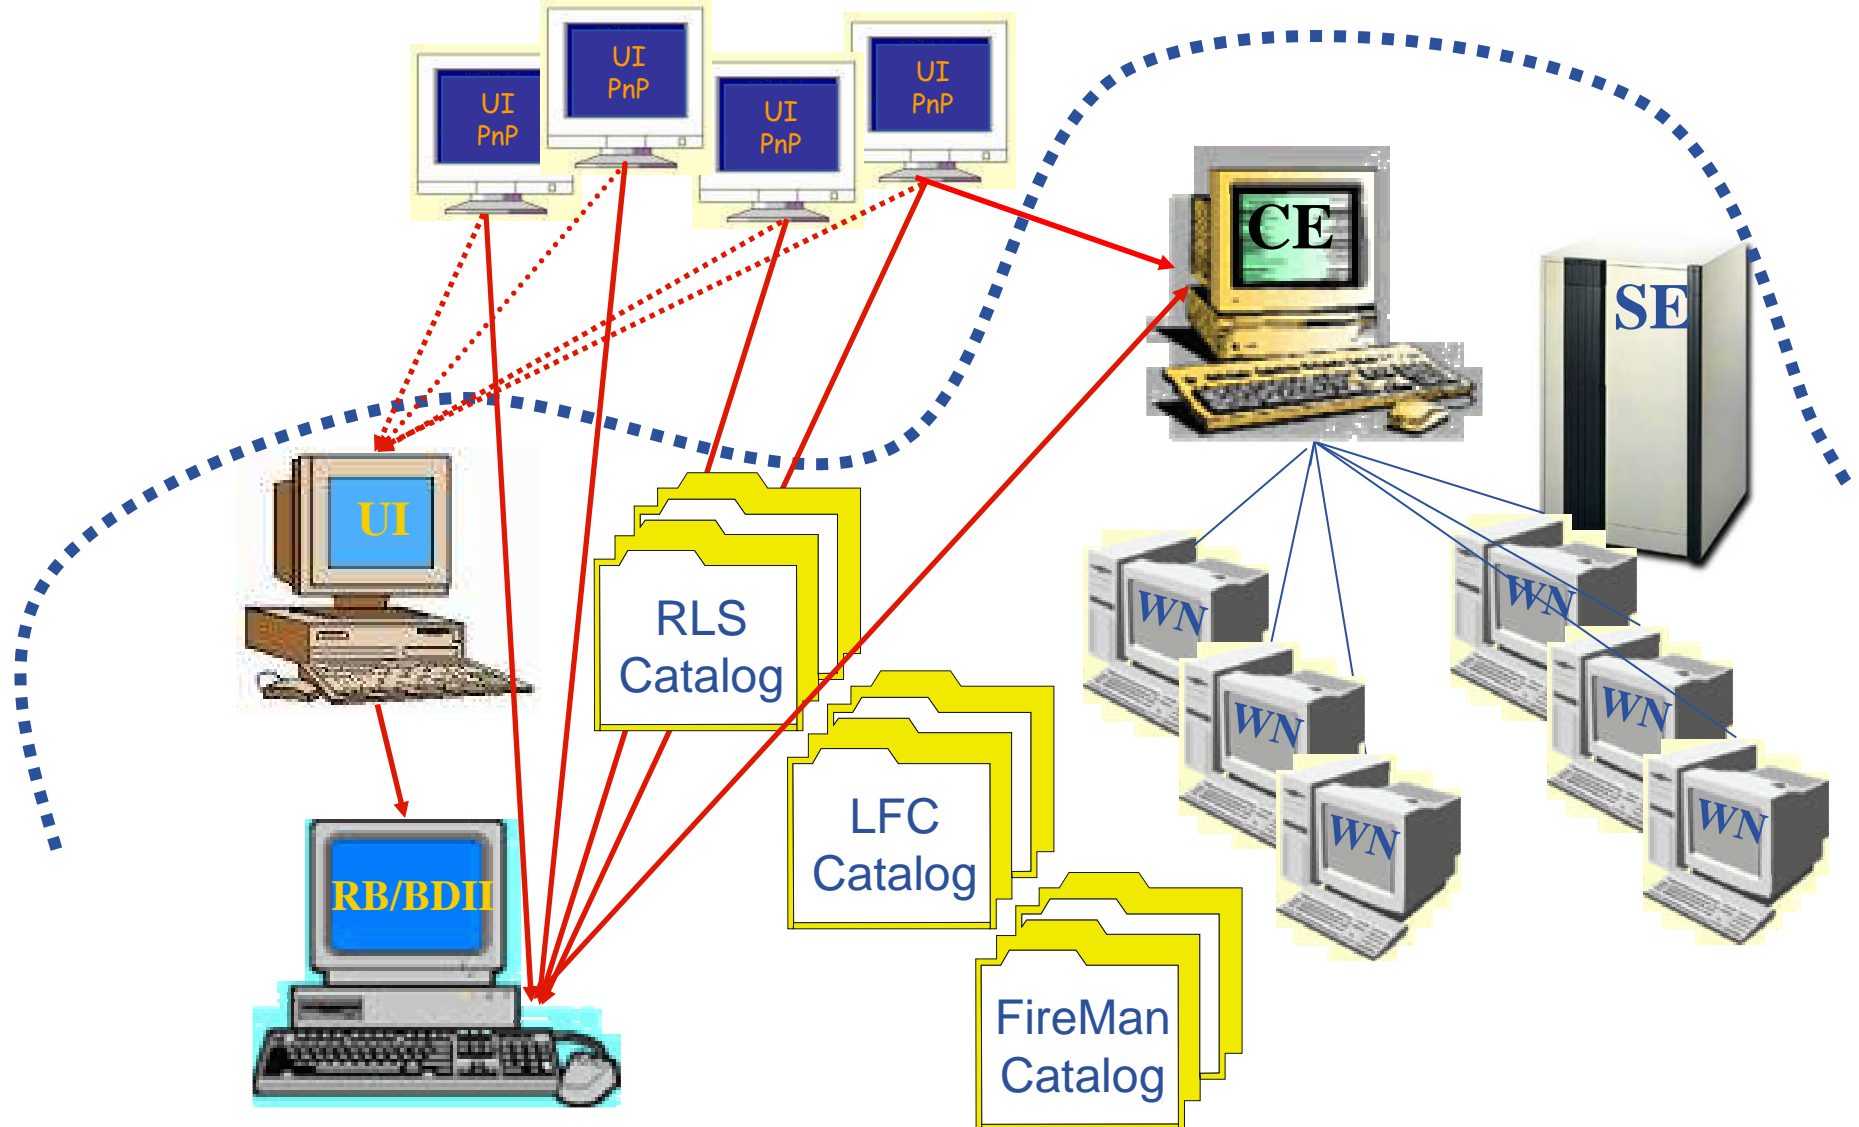 UI
PnP
UI
PnP
UI
PnP
UI
PnP
CE
SE
UI
RLS
Catalog
WN
WN
WN
WN
WN
WN
LFC
Catalog
RB/BDII
FireMan
Catalog